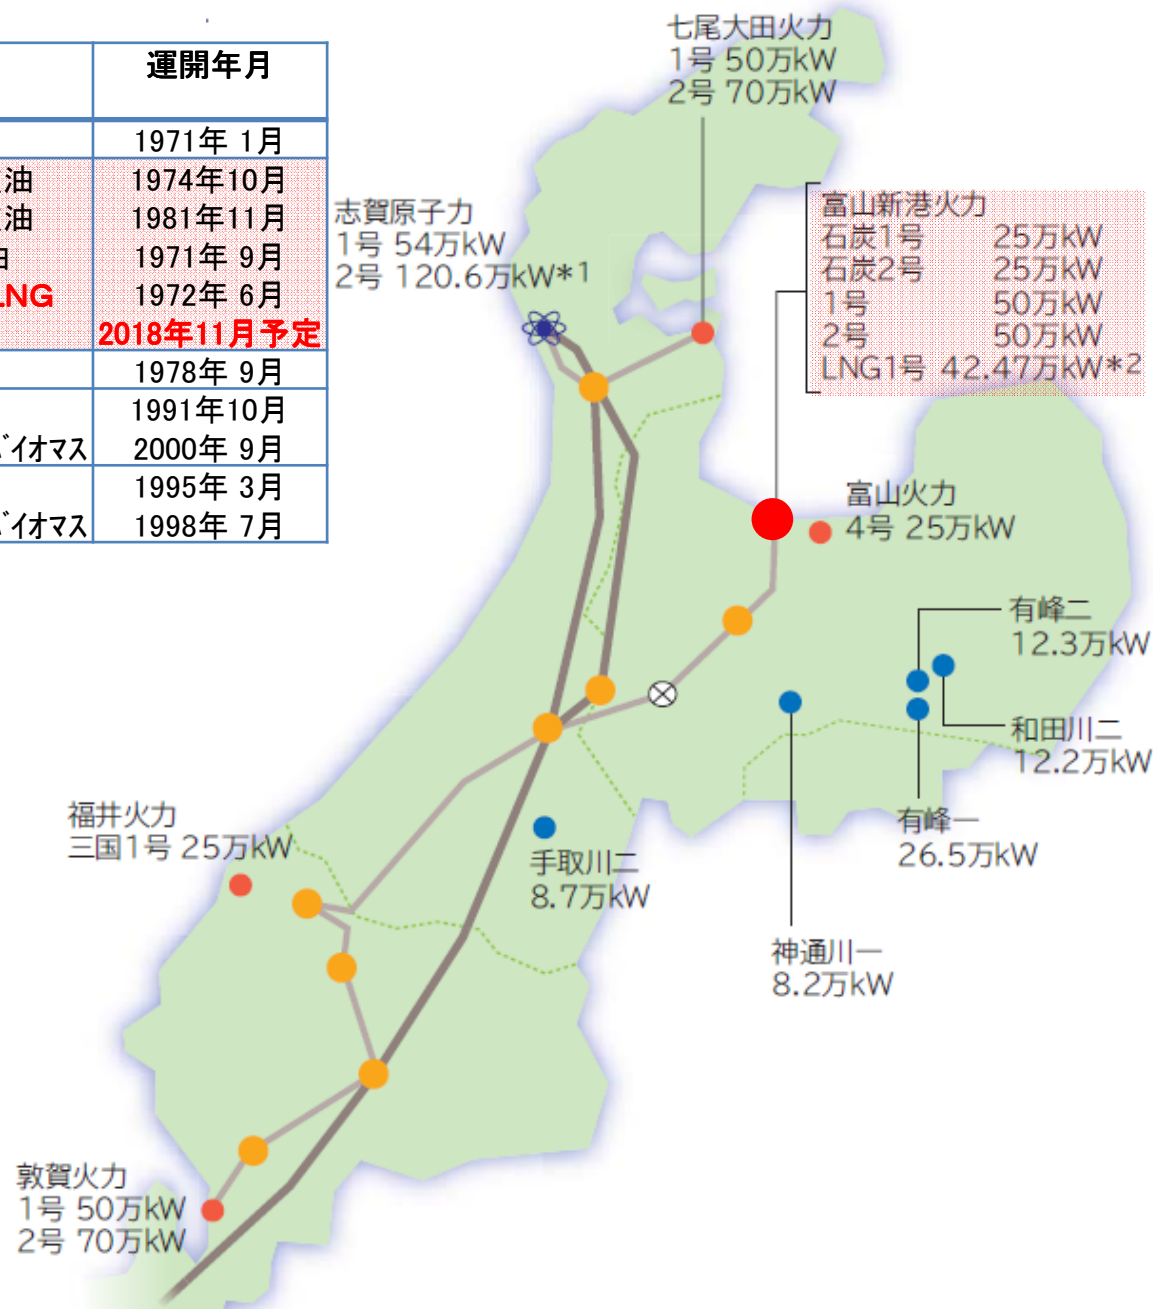 運開年月
1971年 1月
油 1974年10月
油 1981年11月
油 1971年 9月
LNG 1972年 6月
2018年11月予定
1978年 9月
1991年10月
バイオマス 2000年 9月
1995年 3月
バイオマス 1998年 7月
七尾大田火力
1号 50万kW
2号 70万kW
志賀原子力
1号 54万kW
2号 120.6万kW*1
富山新港火力
石炭1号 25万kW
石炭2号 25万kW
1号 50万kW
2号 50万kW
LNG1号 42.47万kW*2
富山火力
4号 25万kW
有峰二
12.3万kW
和田川二
12.2万kW
有峰一
26.5万kW
神通川一
8.2万kW
手取川二
8.7万kW
福井火力
三国1号 25万kW
敦賀火力
1号 50万kW
2号 70万kW